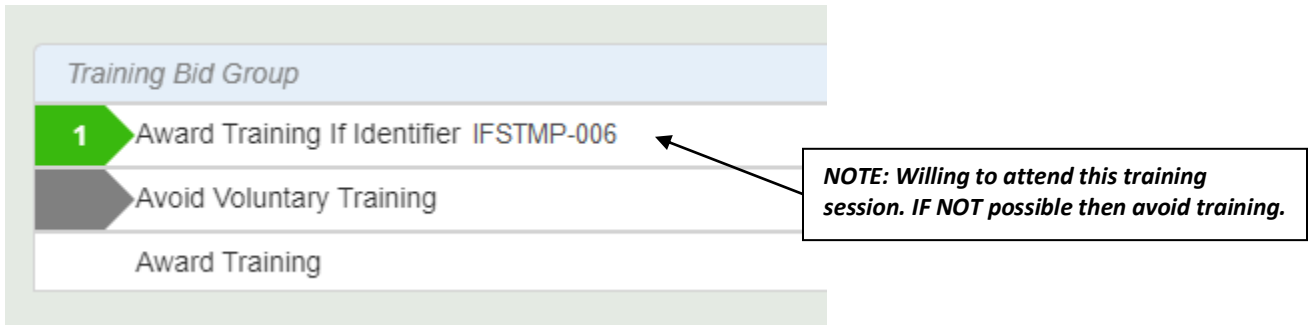 Training Bid Group
1 Award Training If Identifier IFSTMP-006
NOTE: Willing to attend this training
session. IF NOT possible then avoid training.
Avoid Voluntary Training
Award Training